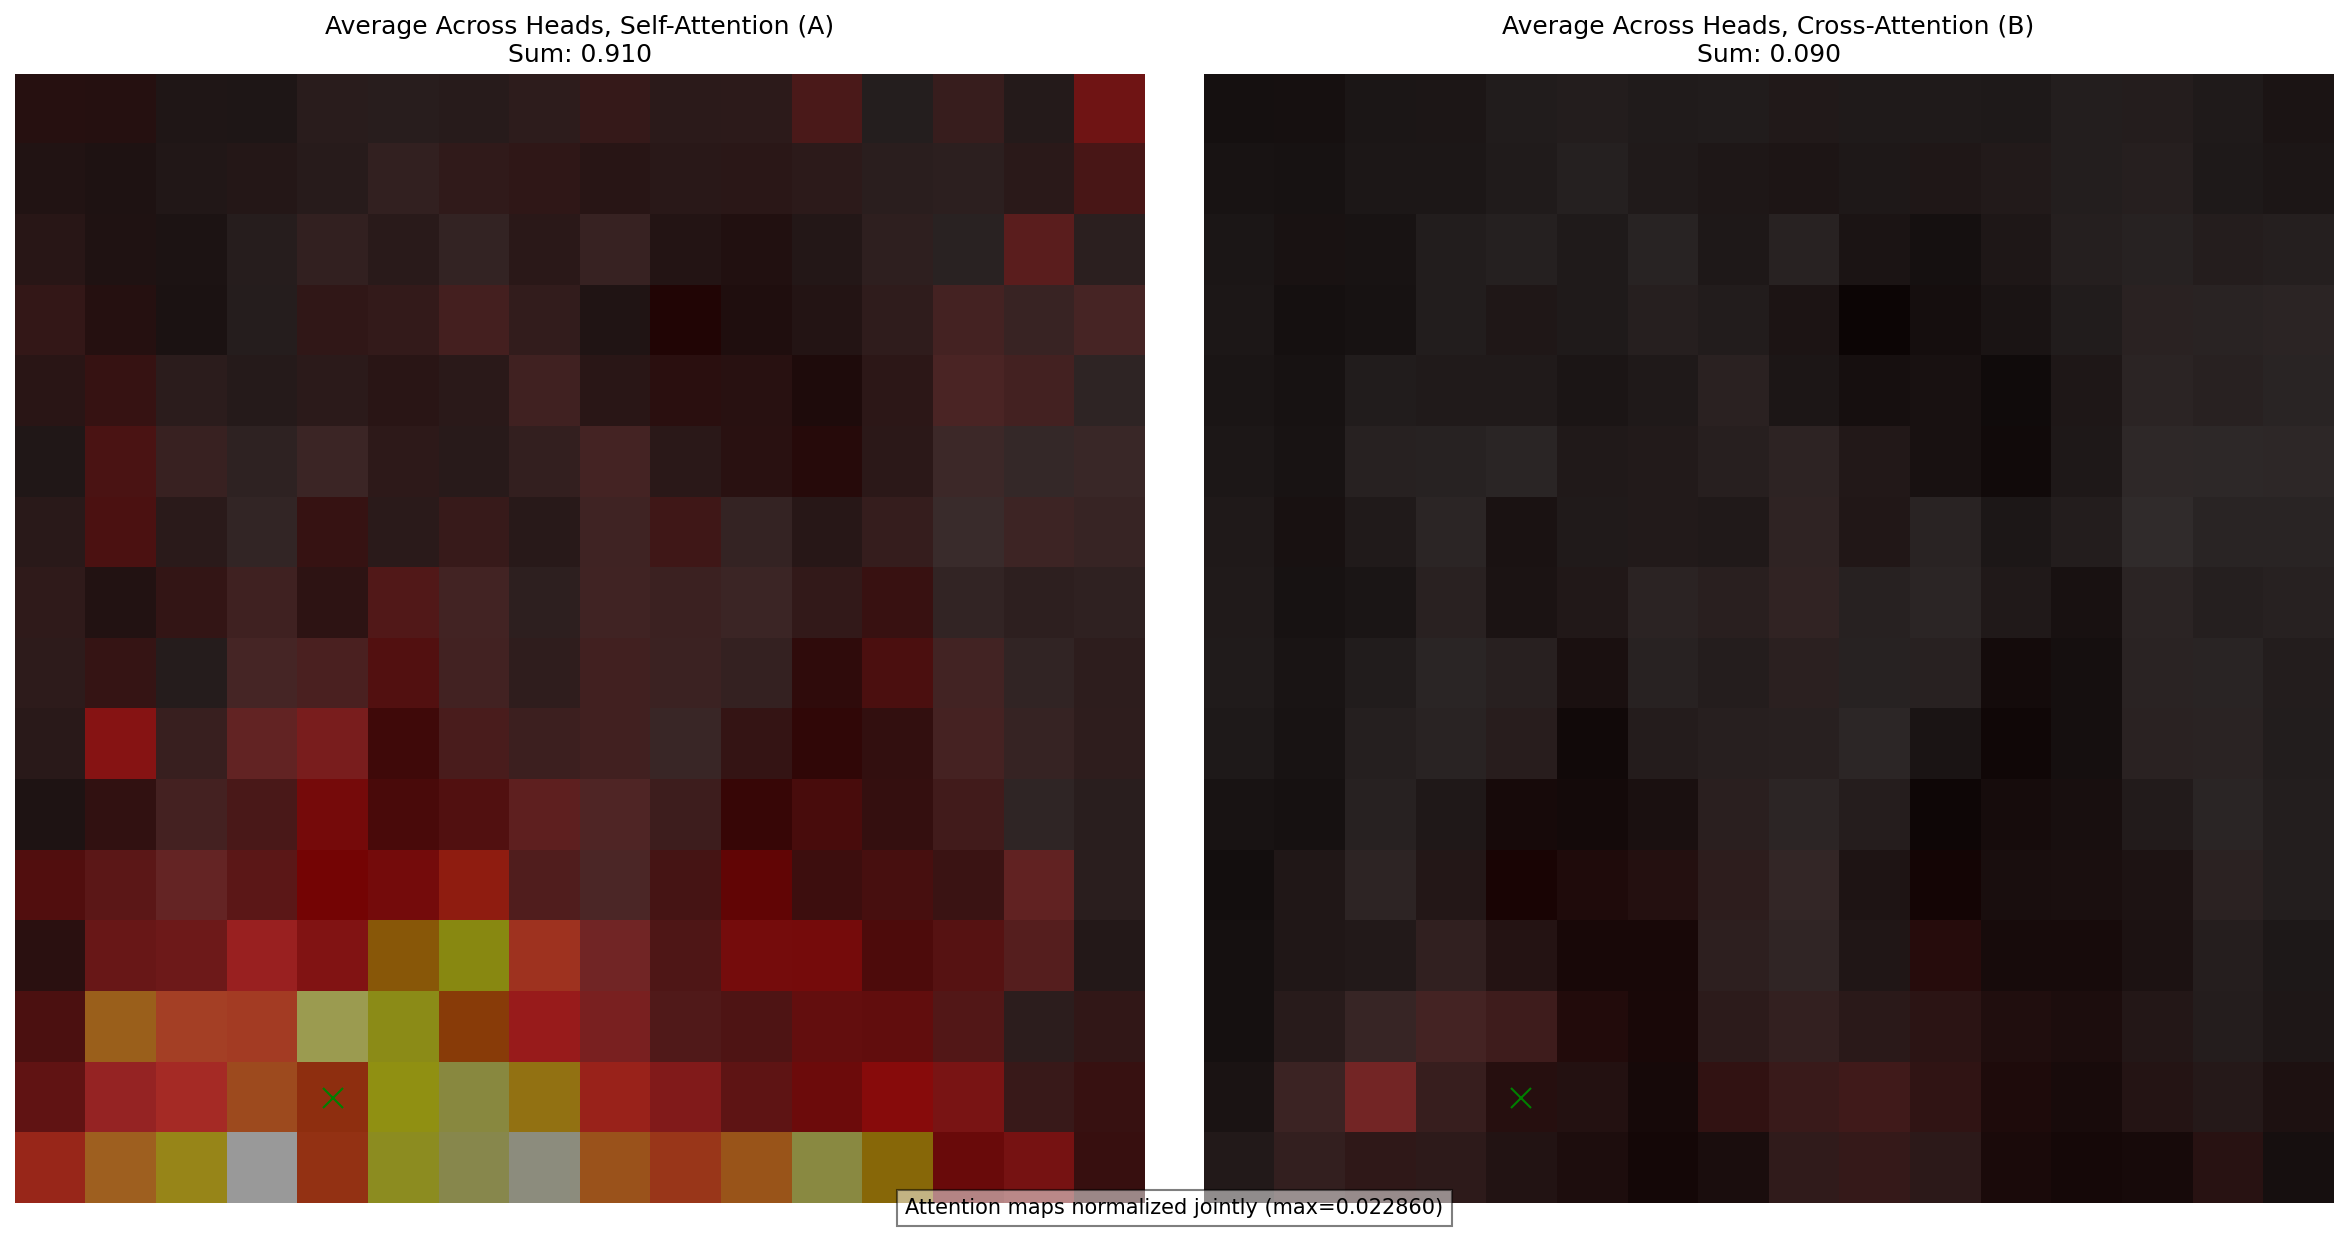 Average Across Heads, Self-Attention (A)
Sum: 0.910
Average Across Heads, Cross-Attention (B)
Sum: 0.090
Attention maps normalized jointly (max=0.022860)